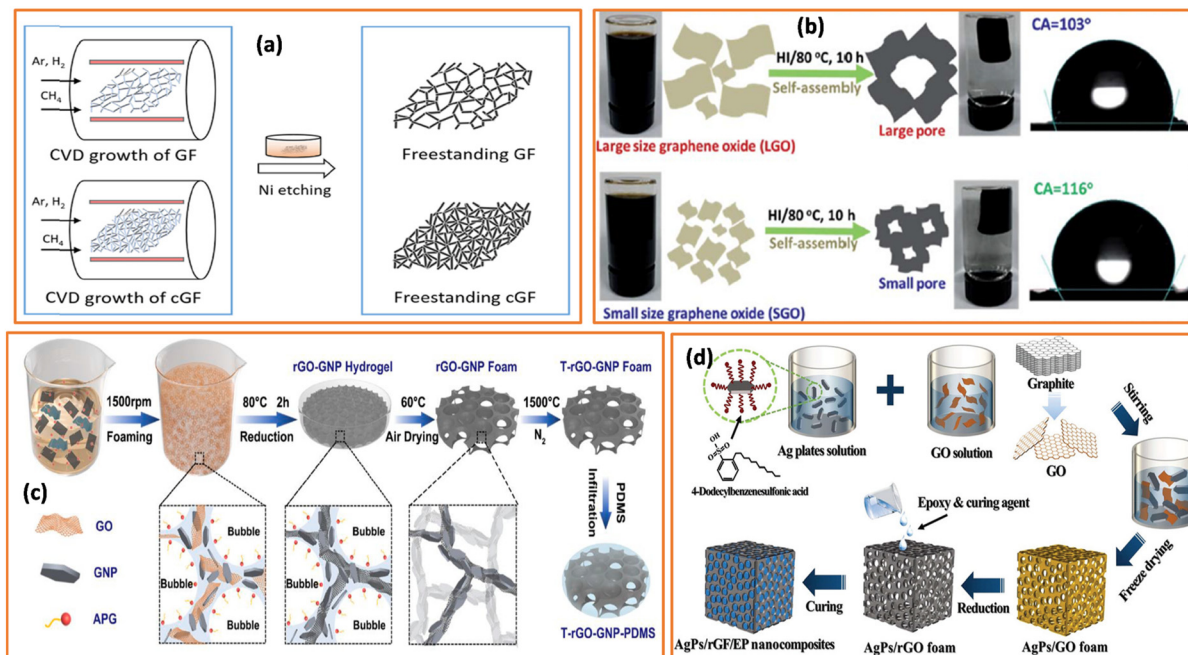 (a)
Ar, H2
CH4
CVD growth of GF
Ar, H2
CH4
CVD growth of cGF
Ni etching
Freestanding GF
Freestanding cGF
(b)
HI/80 °C, 10 h
Self-assembly
Large pore
CA=103°
Large size graphene oxide (LGO)
HI/80 °C, 10 h
Self-assembly
Small pore
CA=116°
Small size graphene oxide (SGO)
(c)
1500rpm
Foaming
80°C 2h
Reduction
rGO-GNP Hydrogel
60°C
Air Drying
rGO-GNP Foam
1500°C
N2
T-rGO-GNP Foam
PDMS
Infiltration
T-rGO-GNP-PDMS
GO
GNP
APG
Bubble
Bubble
Bubble
Bubble
Bubble
Bubble
(d)
OH
O=S=O
4-Dodecylbenzenesulfonic acid
Ag plates solution
GO solution
Graphite
GO
Stirring
Freeze drying
AgPs/GO foam
Reduction
Epoxy & curing agent
AgPs/rGO foam
Curing
AgPs/rGF/EP nanocomposites